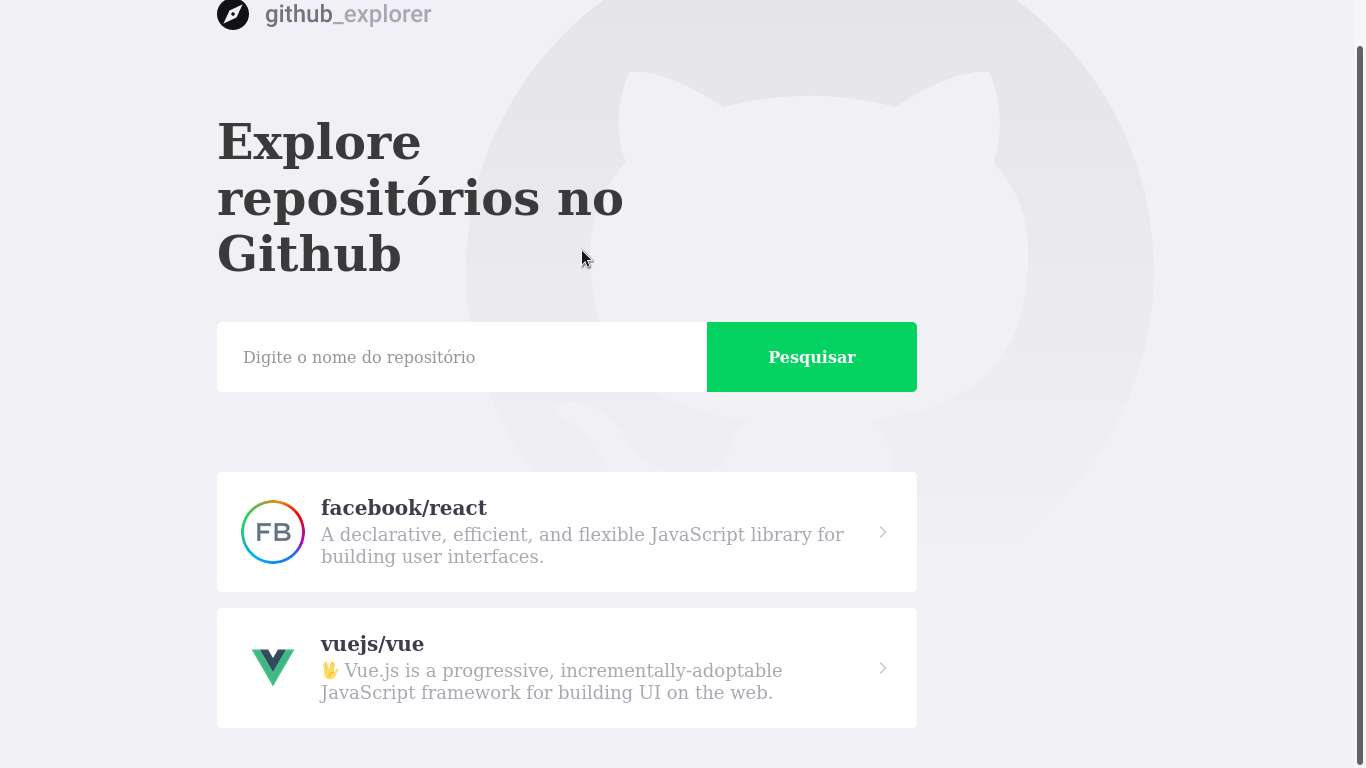 github_explorer
Explore
repositórios no
Github
Digite o nome do repositório
Pesquisar
FB
facebook/react
A declarative, efficient, and flexible JavaScript library for
building user interfaces.
vuejs/vue
🖖 Vue.js is a progressive, incrementally-adoptable
JavaScript framework for building UI on the web.